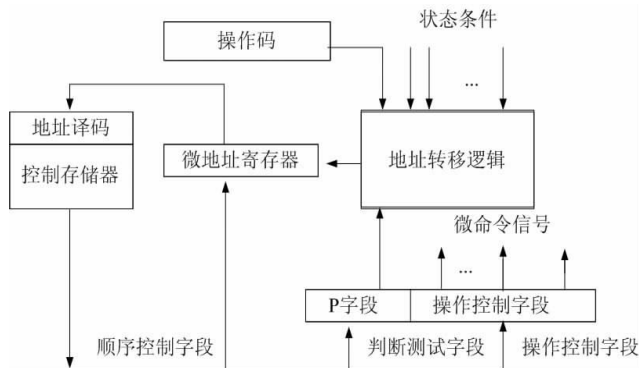 状态条件
操作码
...
地址译码
控制存储器
微地址寄存器
地址转移逻辑
微命令信号
...
P字段
操作控制字段
顺序控制字段
判断测试字段
操作控制字段